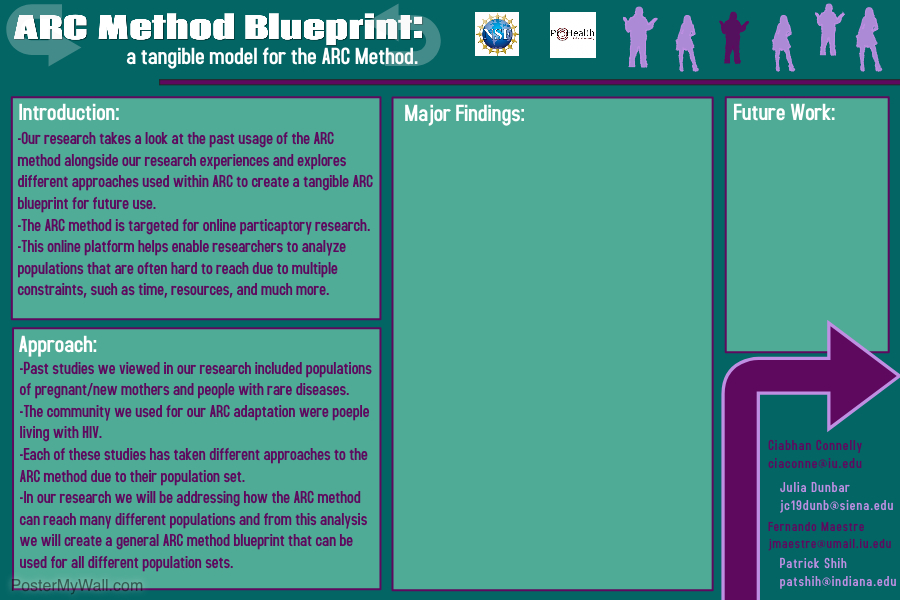 ARC Method Blueprint:
a tangible model for the ARC Method.
NSF
Introduction:
-Our research takes a look at the past usage of the ARC
method alongside our research experiences and explores
different approaches used within ARC to create a tangible ARC
blueprint for future use.
-The ARC method is targeted for online particaptory research.
-This online platform helps enable researchers to analyze
populations that are often hard to reach due to multiple
constraints, such as time, resources, and much more.
Approach:
-Past studies we viewed in our research included populations
of pregnant/new mothers and people with rare diseases.
-The community we used for our ARC adaptation were poeple
living with HIV.
-Each of these studies has taken different approaches to the
ARC method due to their population set.
-In our research we will be addressing how the ARC method
can reach many different populations and from this analysis
we will create a general ARC method blueprint that can be
used for all different population sets.
Major Findings:
Future Work:
Ciabhan Connelly
ciaconne@iu.edu
Julia Dunbar
jc19dunb@siena.edu
Fernando Maestre
jmaestre@umail.iu.edu
Patrick Shih
patshih@indiana.edu
PosterMyWall.com